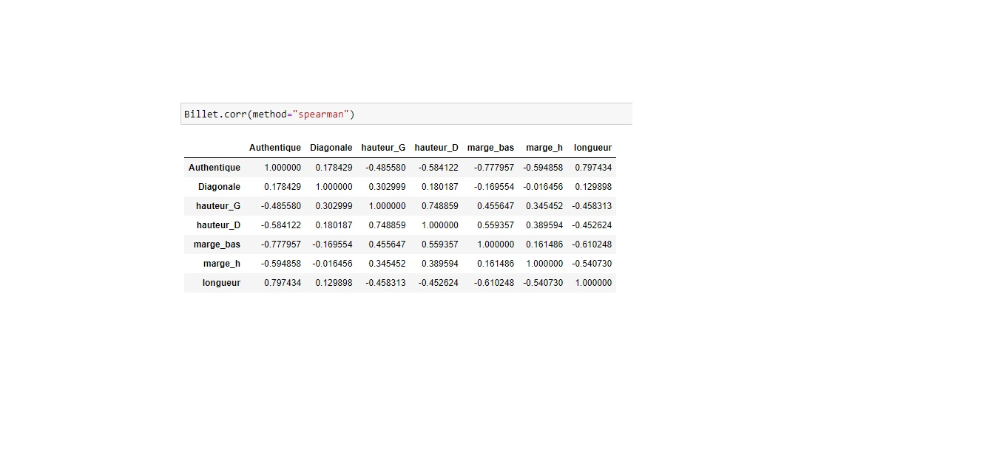 Billet.corr(method="spearman")
Authentique Diagonale hauteur_G hauteur_D marge_bas marge_h longueur
Authentique 1.000000 0.178429 -0.485580 -0.584122 -0.777957 -0.594858 0.797434
Diagonale 0.178429 1.000000 0.302999 0.180187 -0.169554 -0.016456 0.129898
hauteur_G -0.485580 0.302999 1.000000 0.748859 0.455647 0.345452 -0.458313
hauteur_D -0.584122 0.180187 0.748859 1.000000 0.559357 0.389594 -0.452624
marge_bas -0.777957 -0.169554 0.455647 0.559357 1.000000 0.161486 -0.610248
marge_h -0.594858 -0.016456 0.345452 0.389594 0.161486 1.000000 -0.540730
longueur 0.797434 0.129898 -0.458313 -0.452624 -0.610248 -0.540730 1.000000